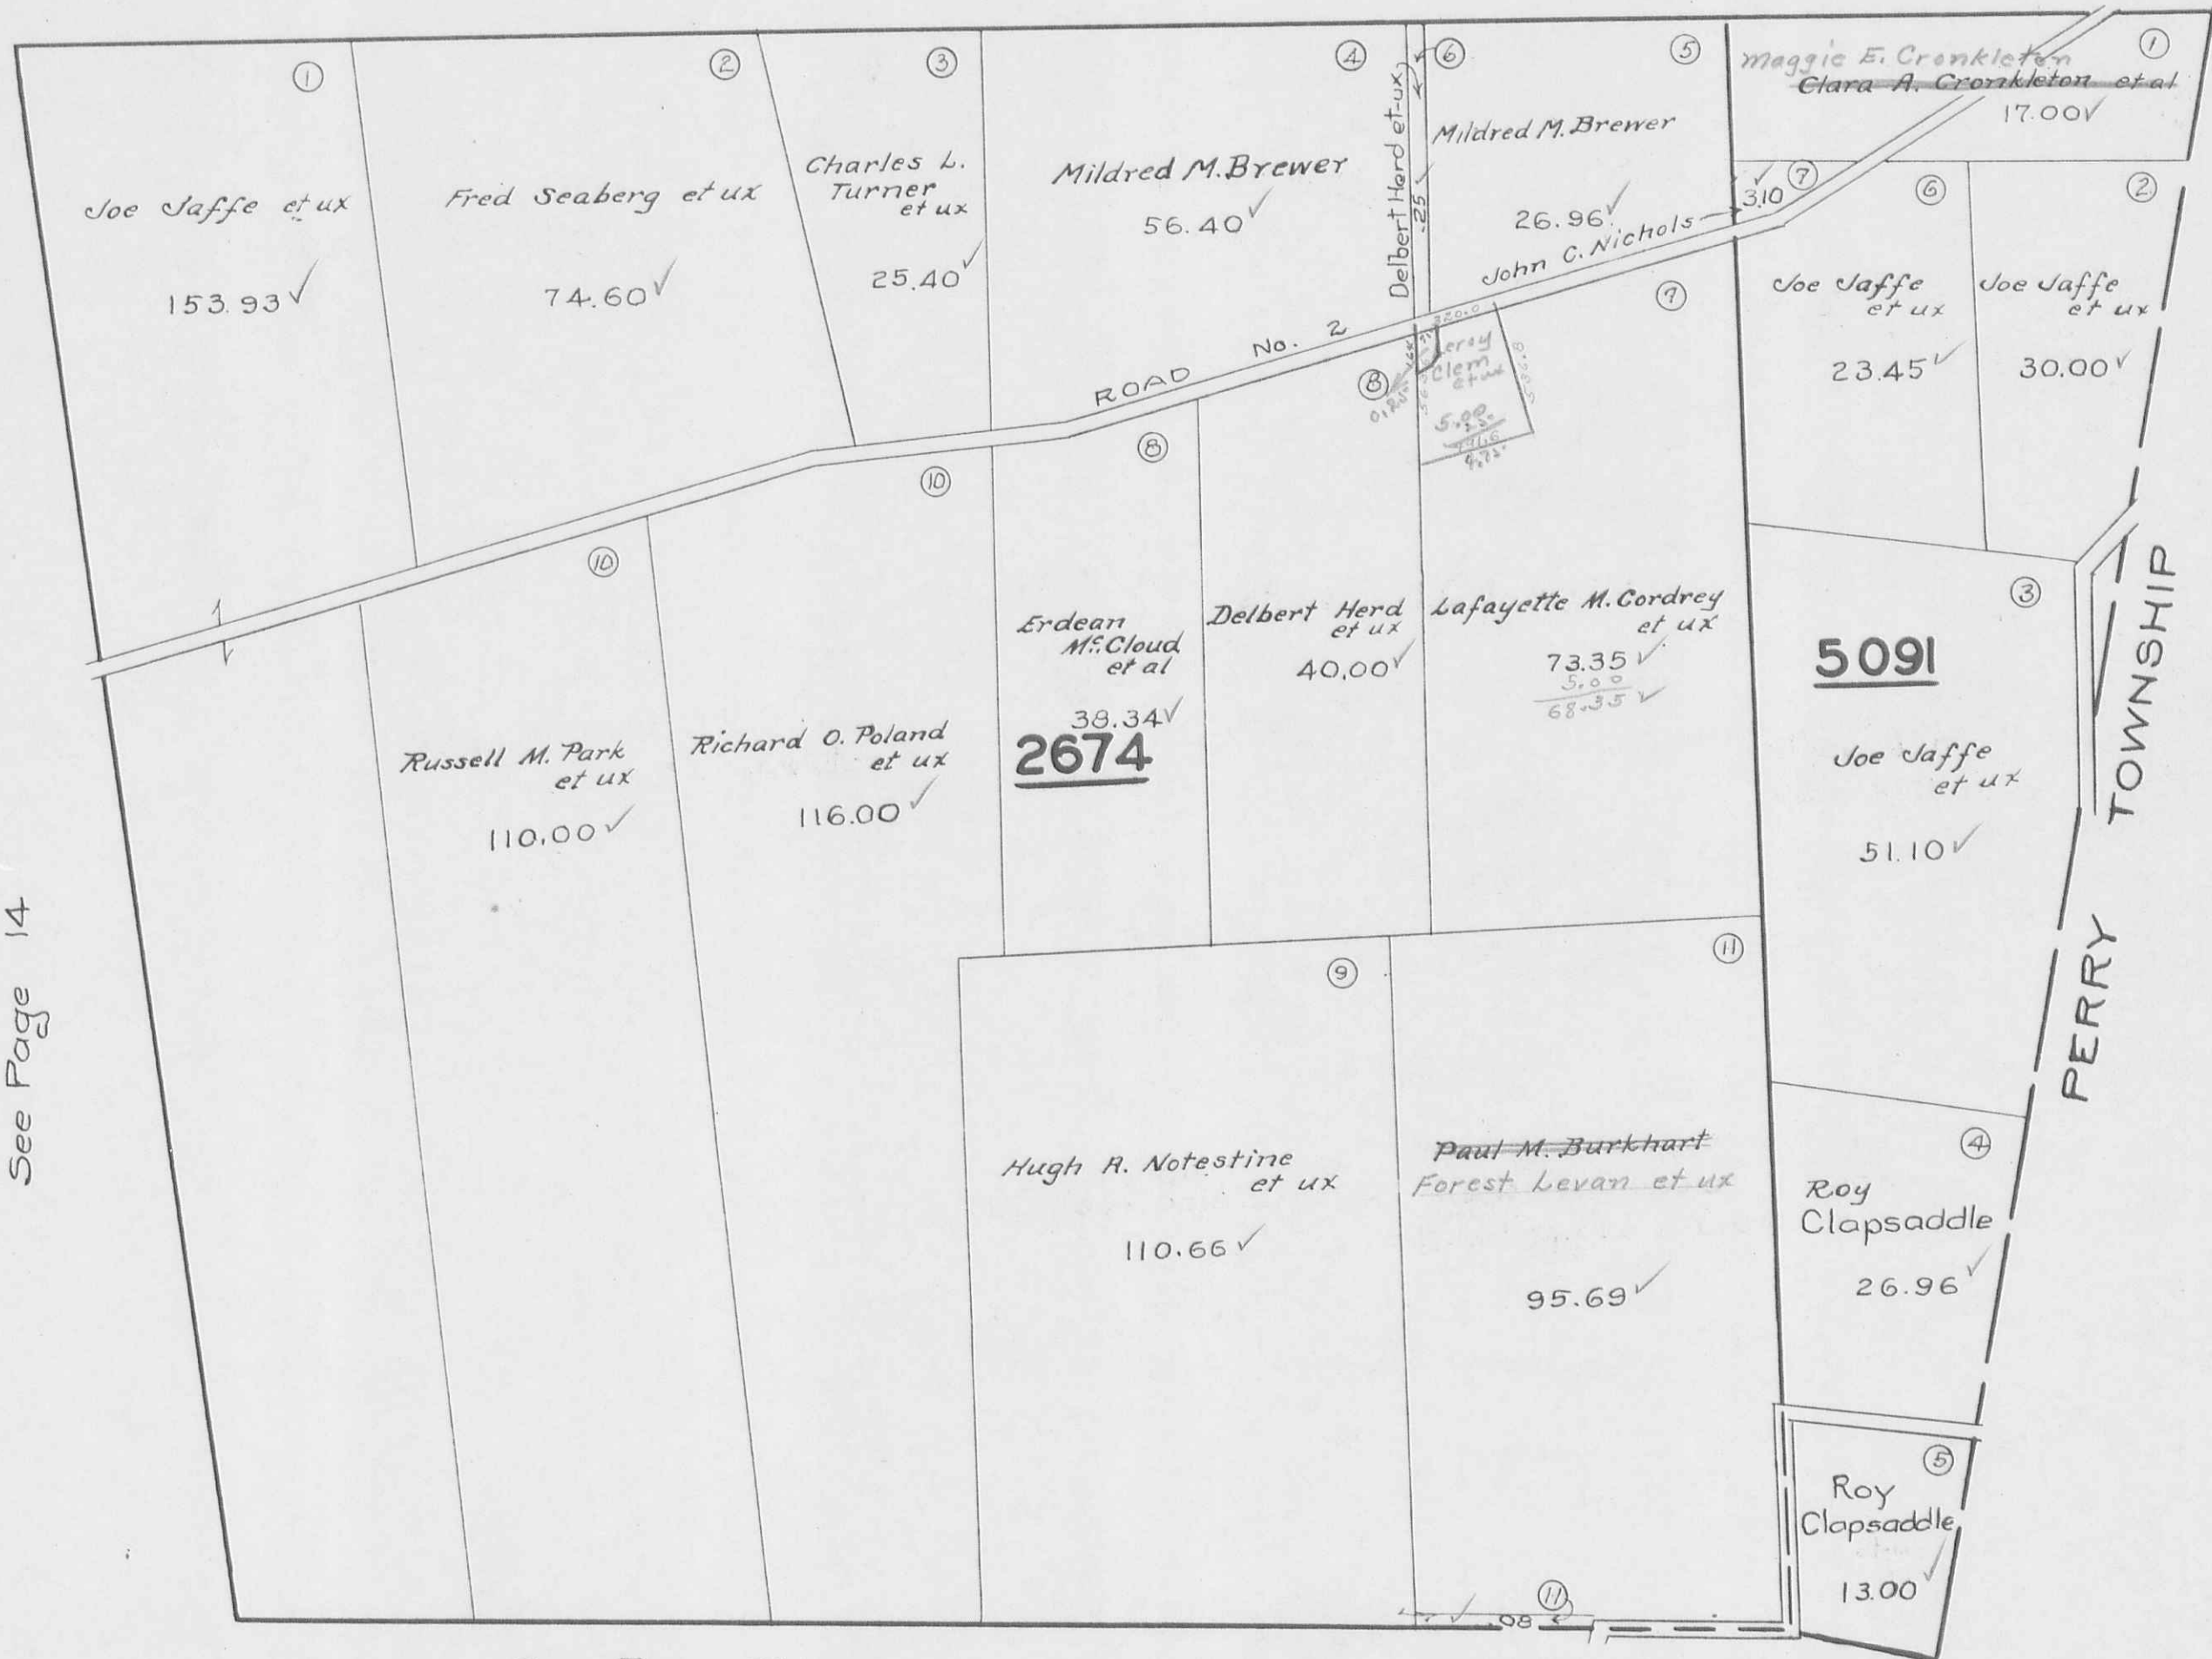 ①
Joe Jaffe et ux
153.93 ✓
②
Fred Seaberg et ux
74.60 ✓
③
Charles L.
Turner
et ux
25.40 ✓
④
Mildred M. Brewer
56.40 ✓
⑥
Delbert Herd et-ux
.25 ✓
⑤
Mildred M. Brewer
26.96 ✓
John C. Nichols
①
Maggie E. Cronkleton
Clara A. Cronkleton et al
17.00 ✓
⑦
3.10 ✓
⑥
Joe Jaffe
et ux
23.45 ✓
②
Joe Jaffe
et ux
30.00 ✓
ROAD No. 2
⑦
⑧
Leroy
Clem
et ux
5.00
.25
4.75
⑩
Russell M. Park
et ux
110.00 ✓
⑩
Richard O. Poland
et ux
116.00 ✓
⑧
Erdean
McCloud
et al
38.34 ✓
2674
Delbert Herd
et ux
40.00 ✓
Lafayette M. Cordrey
et ux
73.35 ✓
5.00
68.35 ✓
③
5091
Joe Jaffe
et ux
51.10 ✓
PERRY TOWNSHIP
See Page 14
⑨
Hugh A. Notestine
et ux
110.66 ✓
⑪
Paul M. Burkhart
Forest Levan et ux
95.69 ✓
④
Roy
Clapsaddle
26.96 ✓
⑤
Roy
Clapsaddle
13.00 ✓
⑪
✓ .08